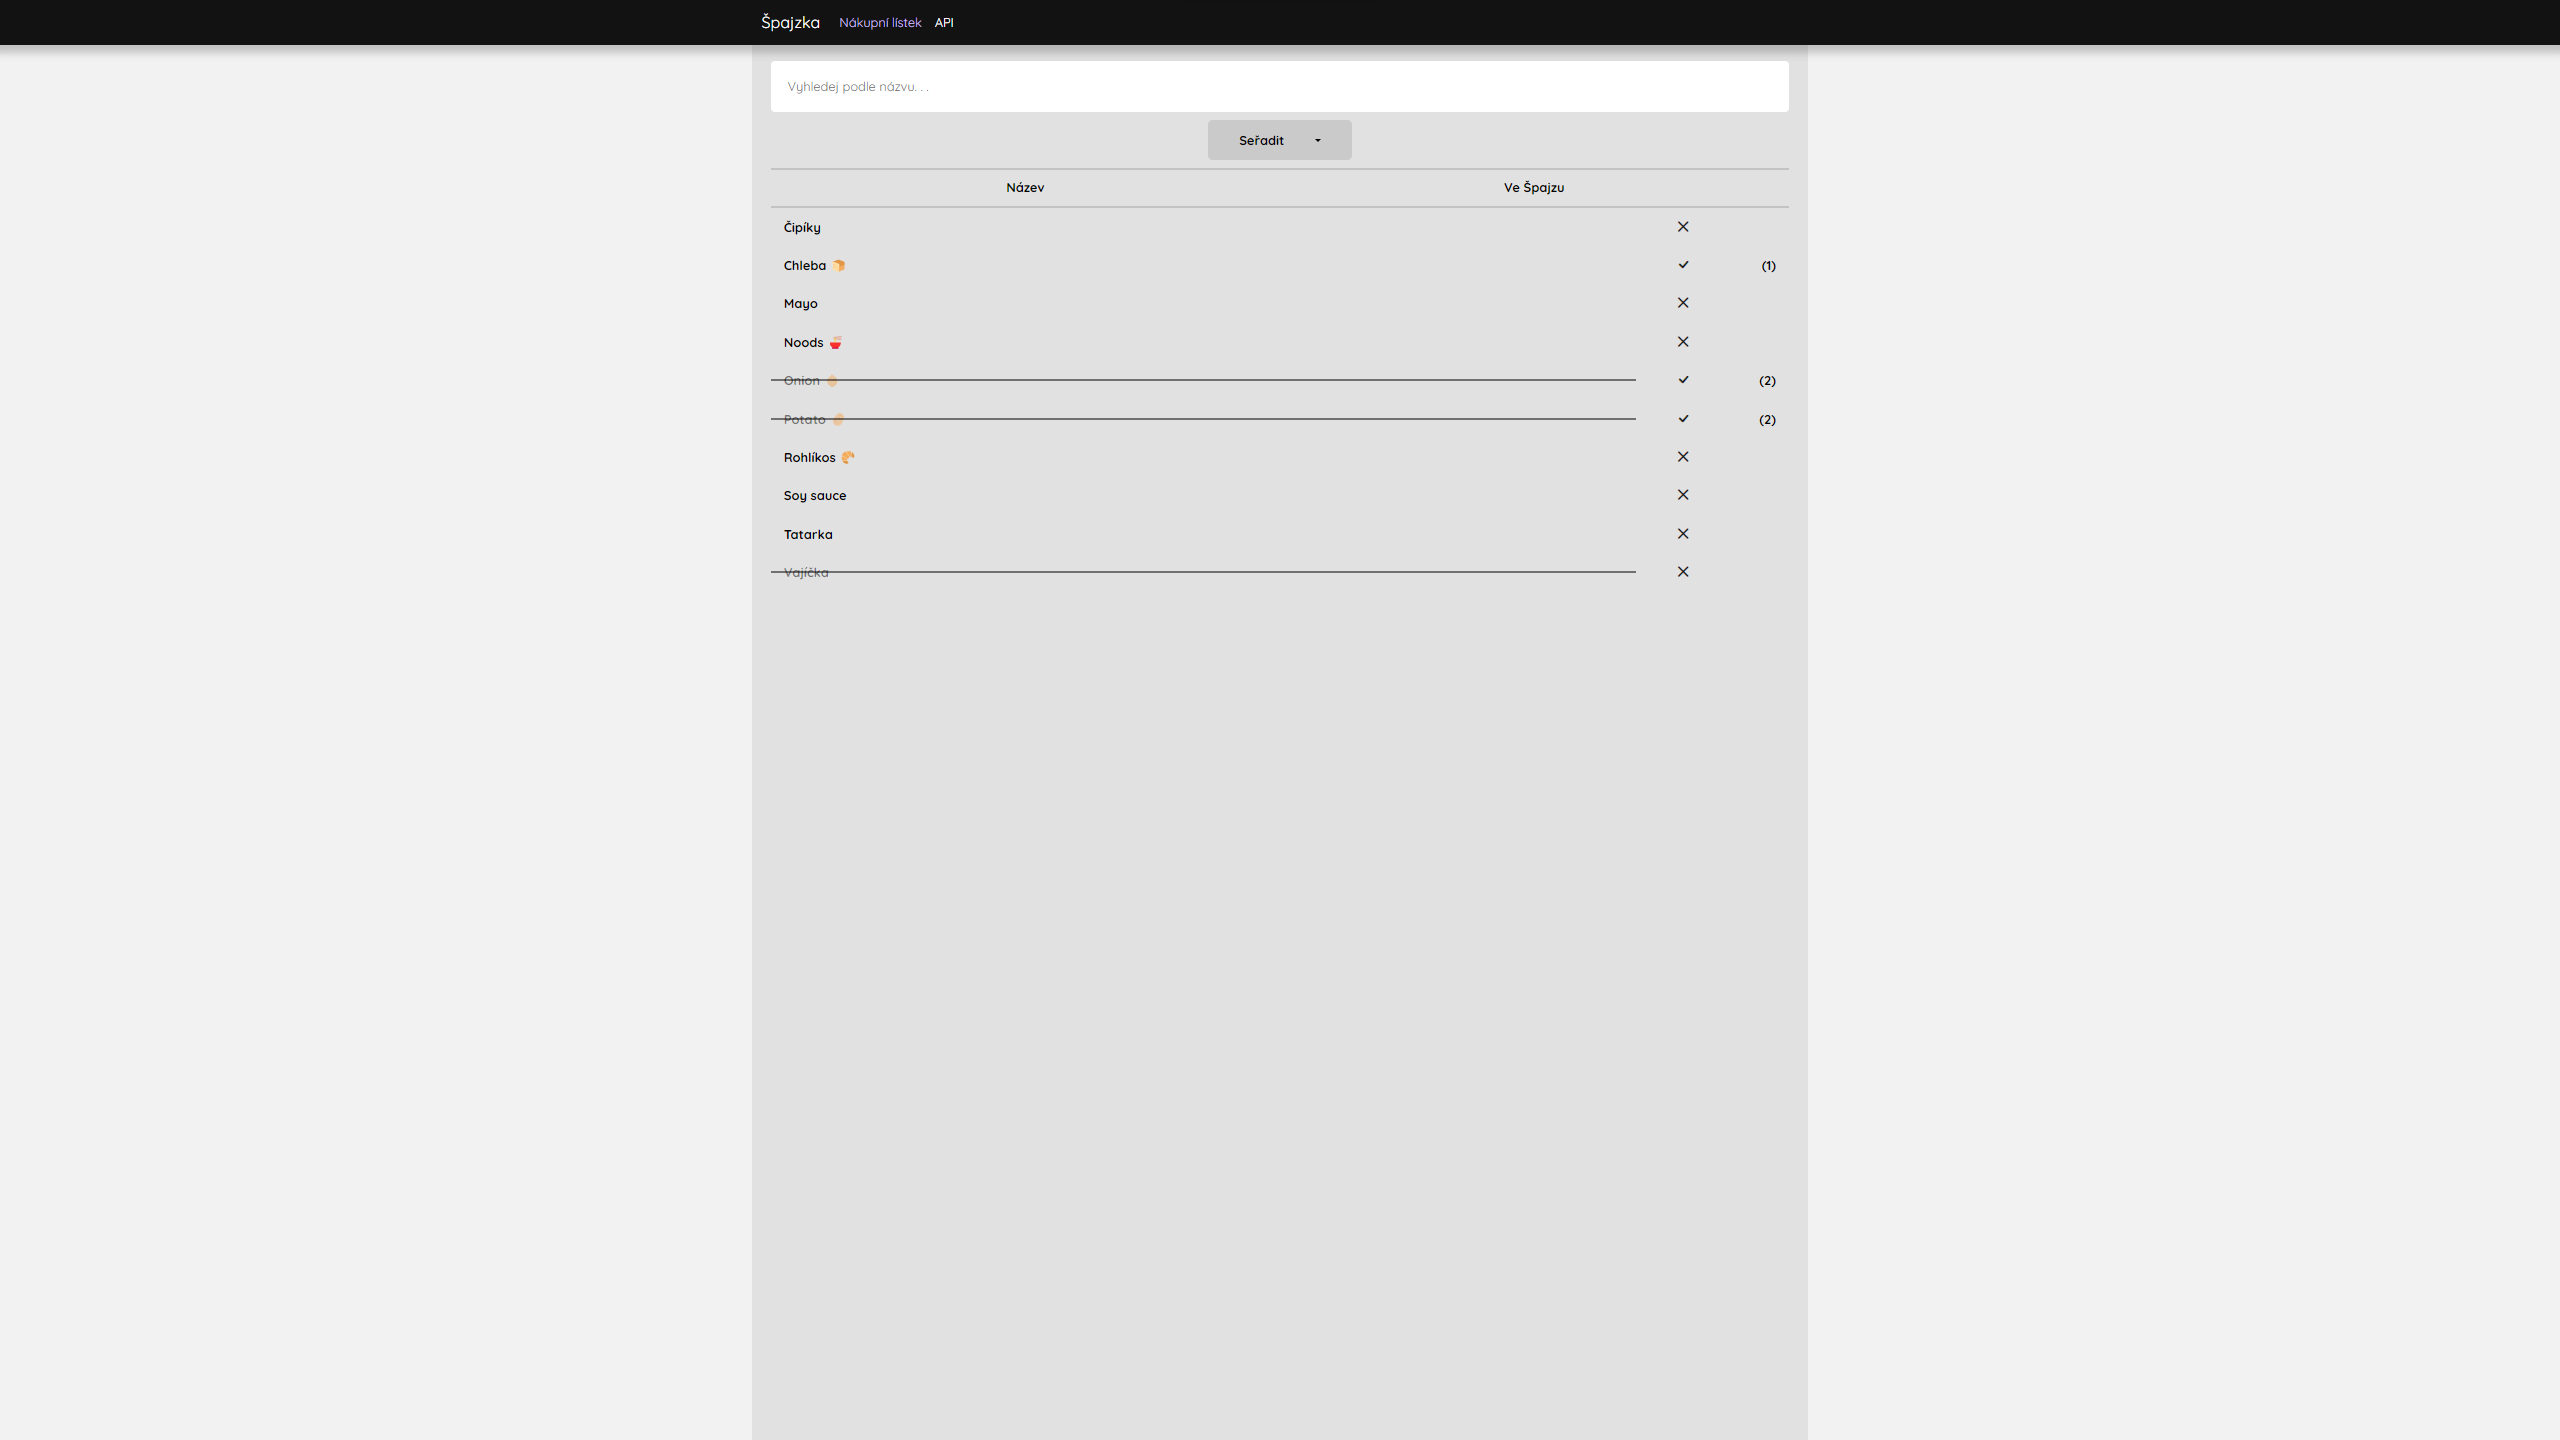 Špajzka Nákupní lístek API
Vyhledej podle názvu. . .
Seřadit
Název Ve Špajzu
Čipíky
Chleba 🍞 (1)
Mayo
Noods 🍜
Onion 🧅 (2)
Potato 🥔 (2)
Rohlíkos 🥐
Soy sauce
Tatarka
Vajíčka